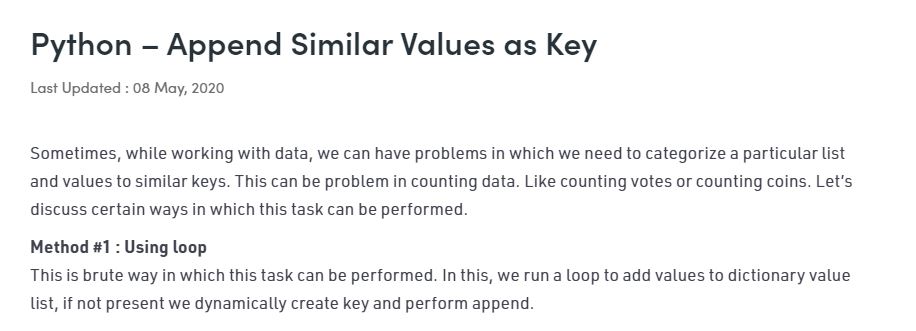 Python – Append Similar Values as Key
Last Updated : 08 May, 2020
Sometimes, while working with data, we can have problems in which we need to categorize a particular list
and values to similar keys. This can be problem in counting data. Like counting votes or counting coins. Let’s
discuss certain ways in which this task can be performed.
Method #1 : Using loop
This is brute way in which this task can be performed. In this, we run a loop to add values to dictionary value
list, if not present we dynamically create key and perform append.